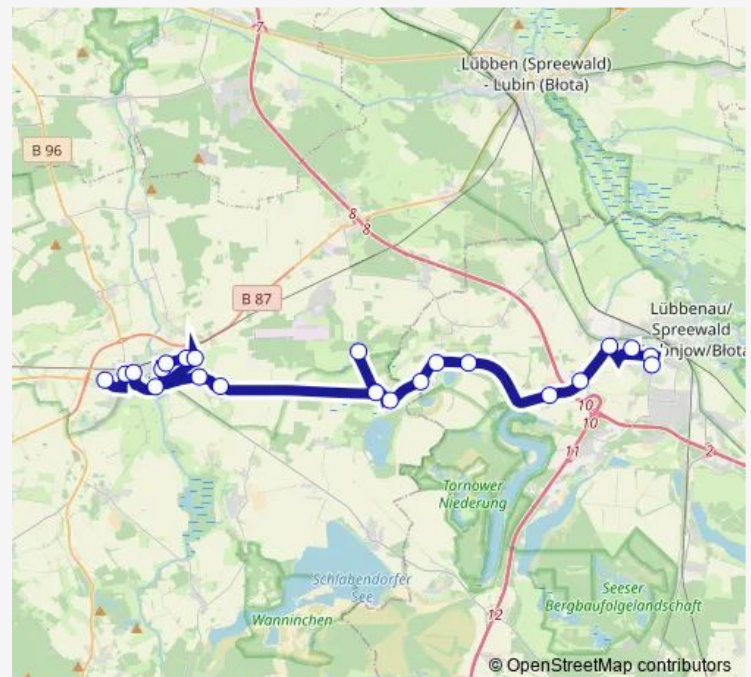 7
Lübben (Spreewald)
- Lubin (Błota)
B 96
8
8
B 87
Lübbenau/
Spreewald
10
10
11
2
Tornower
Niederung
Schlabendorfer
See
Seeser
Bergbaufolgelandschaft
12
Wanninchen
© OpenStreetMap contributors